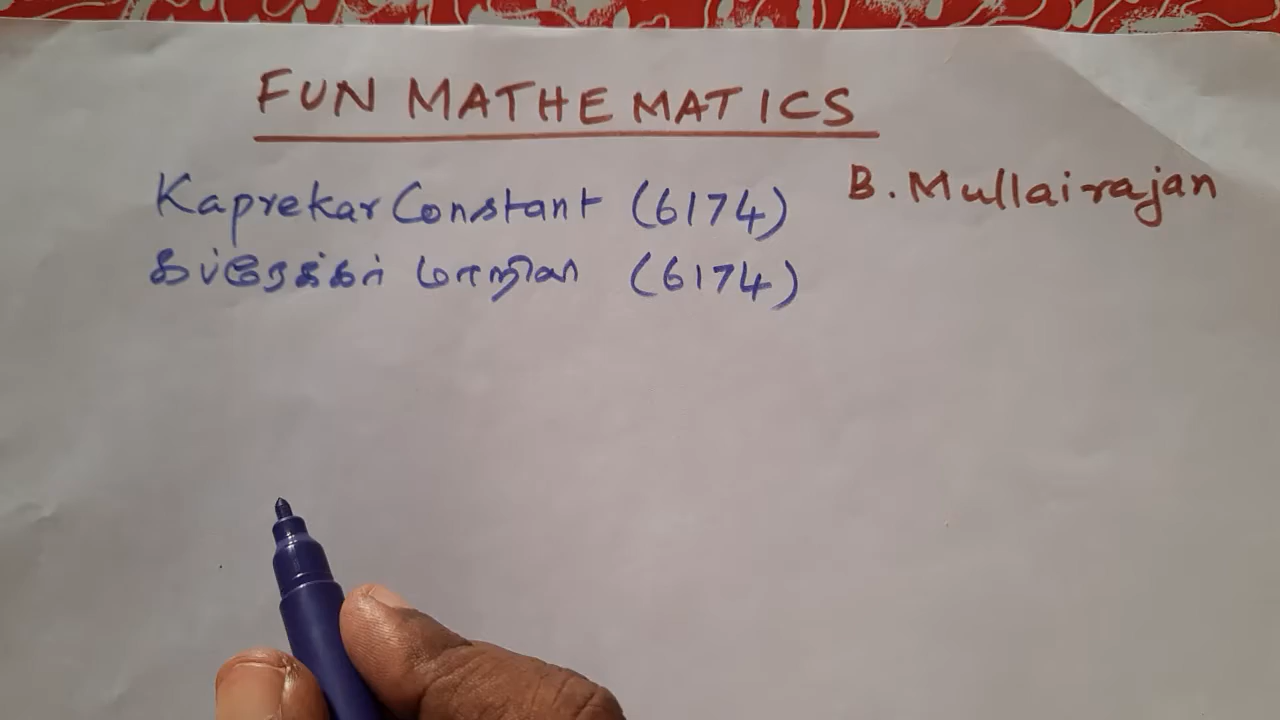 FUN MATHEMATICS
Kaprekar Constant (6174)
B. Mullairajan
கப்ரேக்கர் மாறிலி (6174)